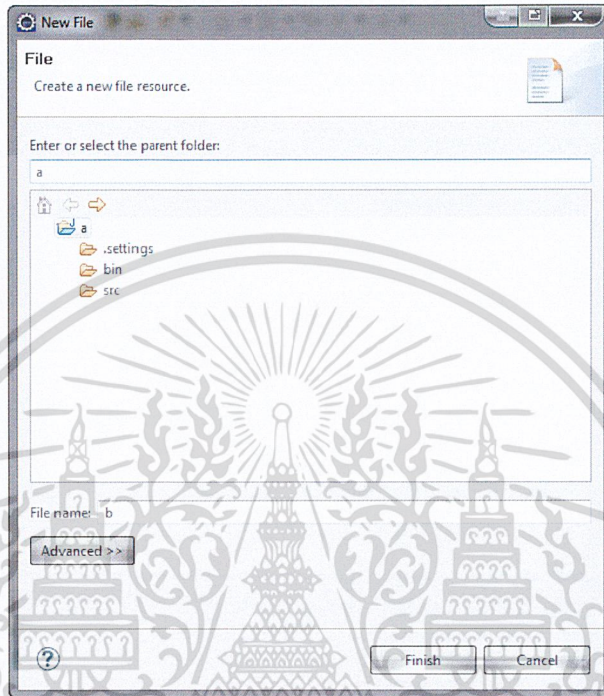 New File
File
Create a new file resource.
Enter or select the parent folder:
a
a
.settings
bin
src
File name: b
Advanced >>
Finish
Cancel